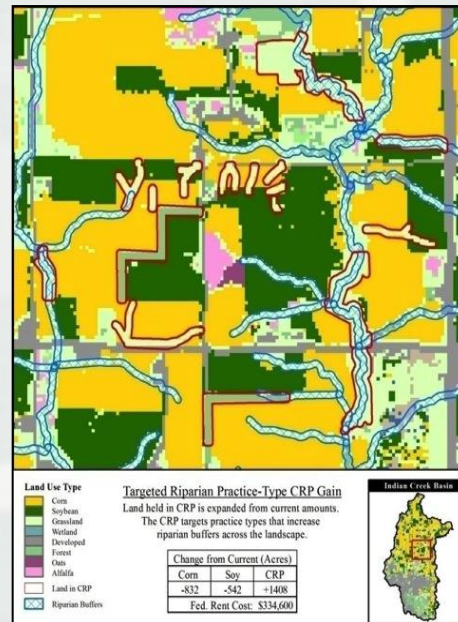 Land Use Type
Corn
Soybean
Grassland
Wetland
Developed
Forest
Oats
Alfalfa
Land in CRP
Riparian Buffers
Targeted Riparian Practice-Type CRP Gain
Land held in CRP is expanded from current amounts.
The CRP targets practice types that increase
riparian buffers across the landscape.
Change from Current (Acres)
Corn Soy CRP
-832 -542 +1408
Fed. Rent Cost: $334,600
Indian Creek Basin